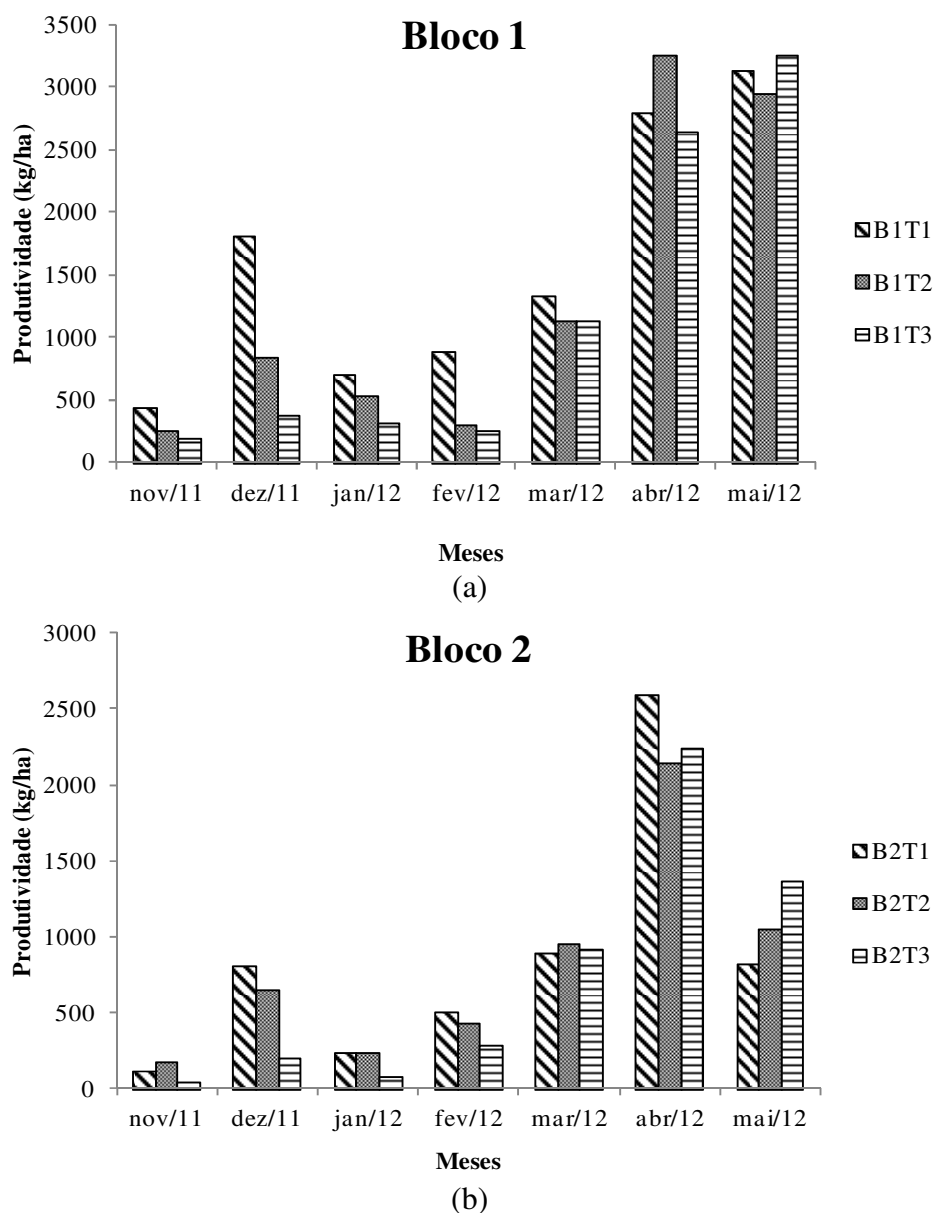 Bloco 1
Produtividade (kg/ha)
3500
3000
2500
2000
1500
1000
500
0
nov/11 dez/11 jan/12 fev/12 mar/12 abr/12 mai/12
Meses
B1T1
B1T2
B1T3
(a)
Bloco 2
Produtividade (kg/ha)
3000
2500
2000
1500
1000
500
0
nov/11 dez/11 jan/12 fev/12 mar/12 abr/12 mai/12
Meses
B2T1
B2T2
B2T3
(b)